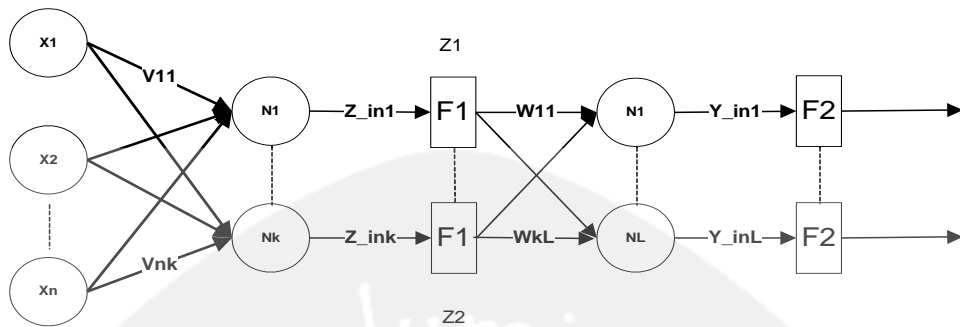 X1
Z1
V11
N1
Z_in1
F1
W11
N1
Y_in1
F2
X2
Nk
Z_ink
F1
WkL
NL
Y_inL
F2
Vnk
Xn
Z2